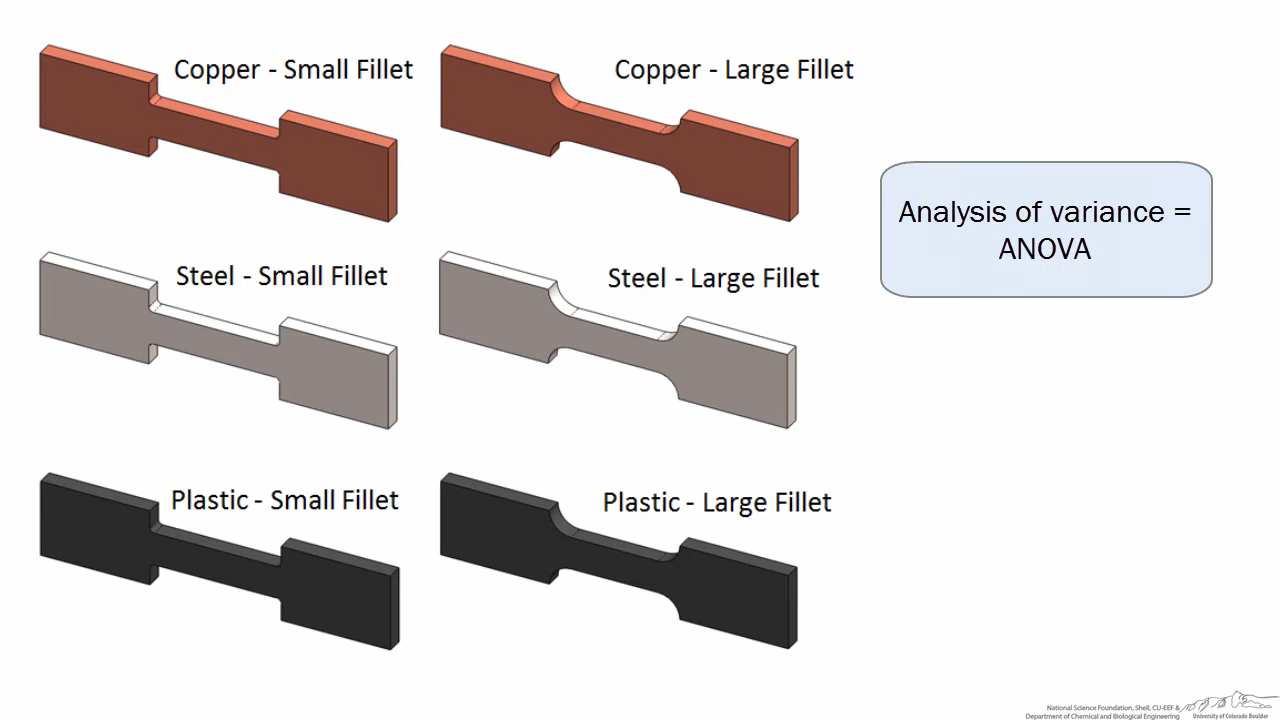 Copper - Small Fillet
Copper - Large Fillet
Analysis of variance =
ANOVA
Steel - Small Fillet
Steel - Large Fillet
Plastic - Small Fillet
Plastic - Large Fillet
National Science Foundation, Shell, CU-EEF &
Department of Chemical and Biological Engineering
University of Colorado Boulder